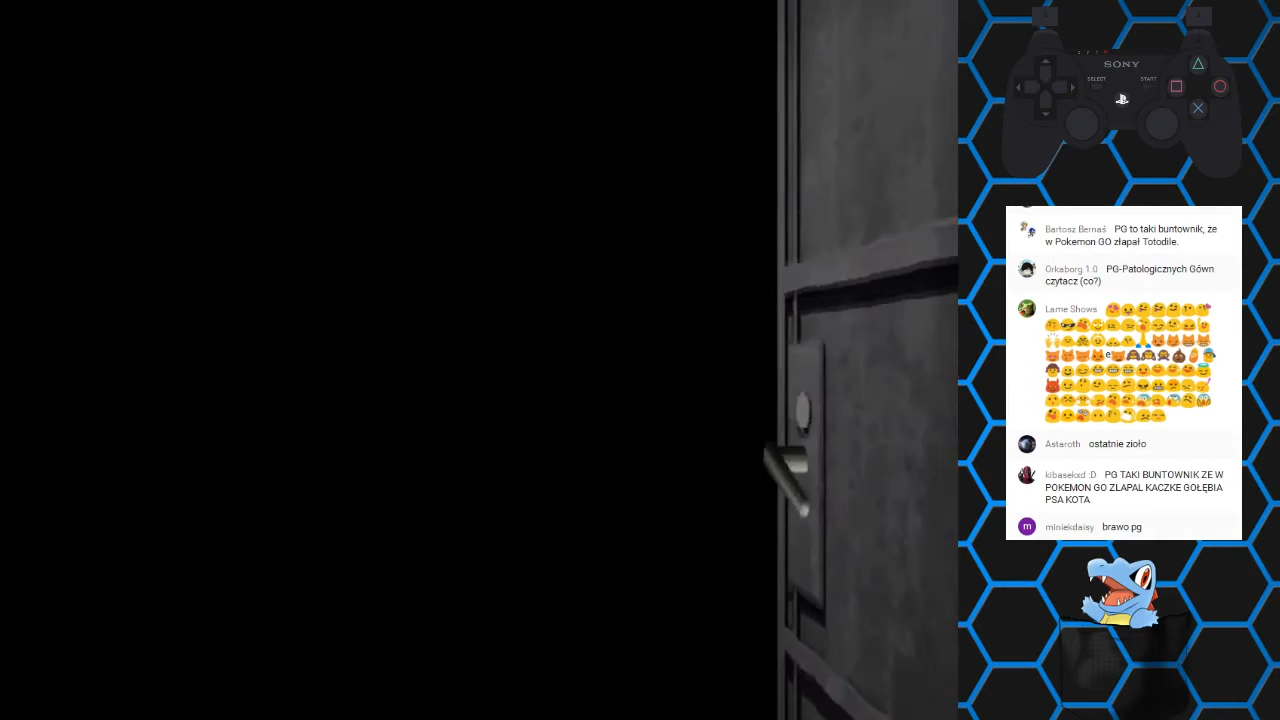 SONY
SELECT
START
Bartosz Bernaś PG to taki buntownik, że
w Pokemon GO złapał Totodile.
Orkaborg 1.0 PG-Patologicznych Gówn
czytacz (co?)
Lame Shows
e
Astaroth ostatnie zioło
kibasekxd :D PG TAKI BUNTOWNIK ZE W
POKEMON GO ZLAPAL KACZKE GOŁĘBIA
PSA KOTA
m miniekdaisy brawo pg